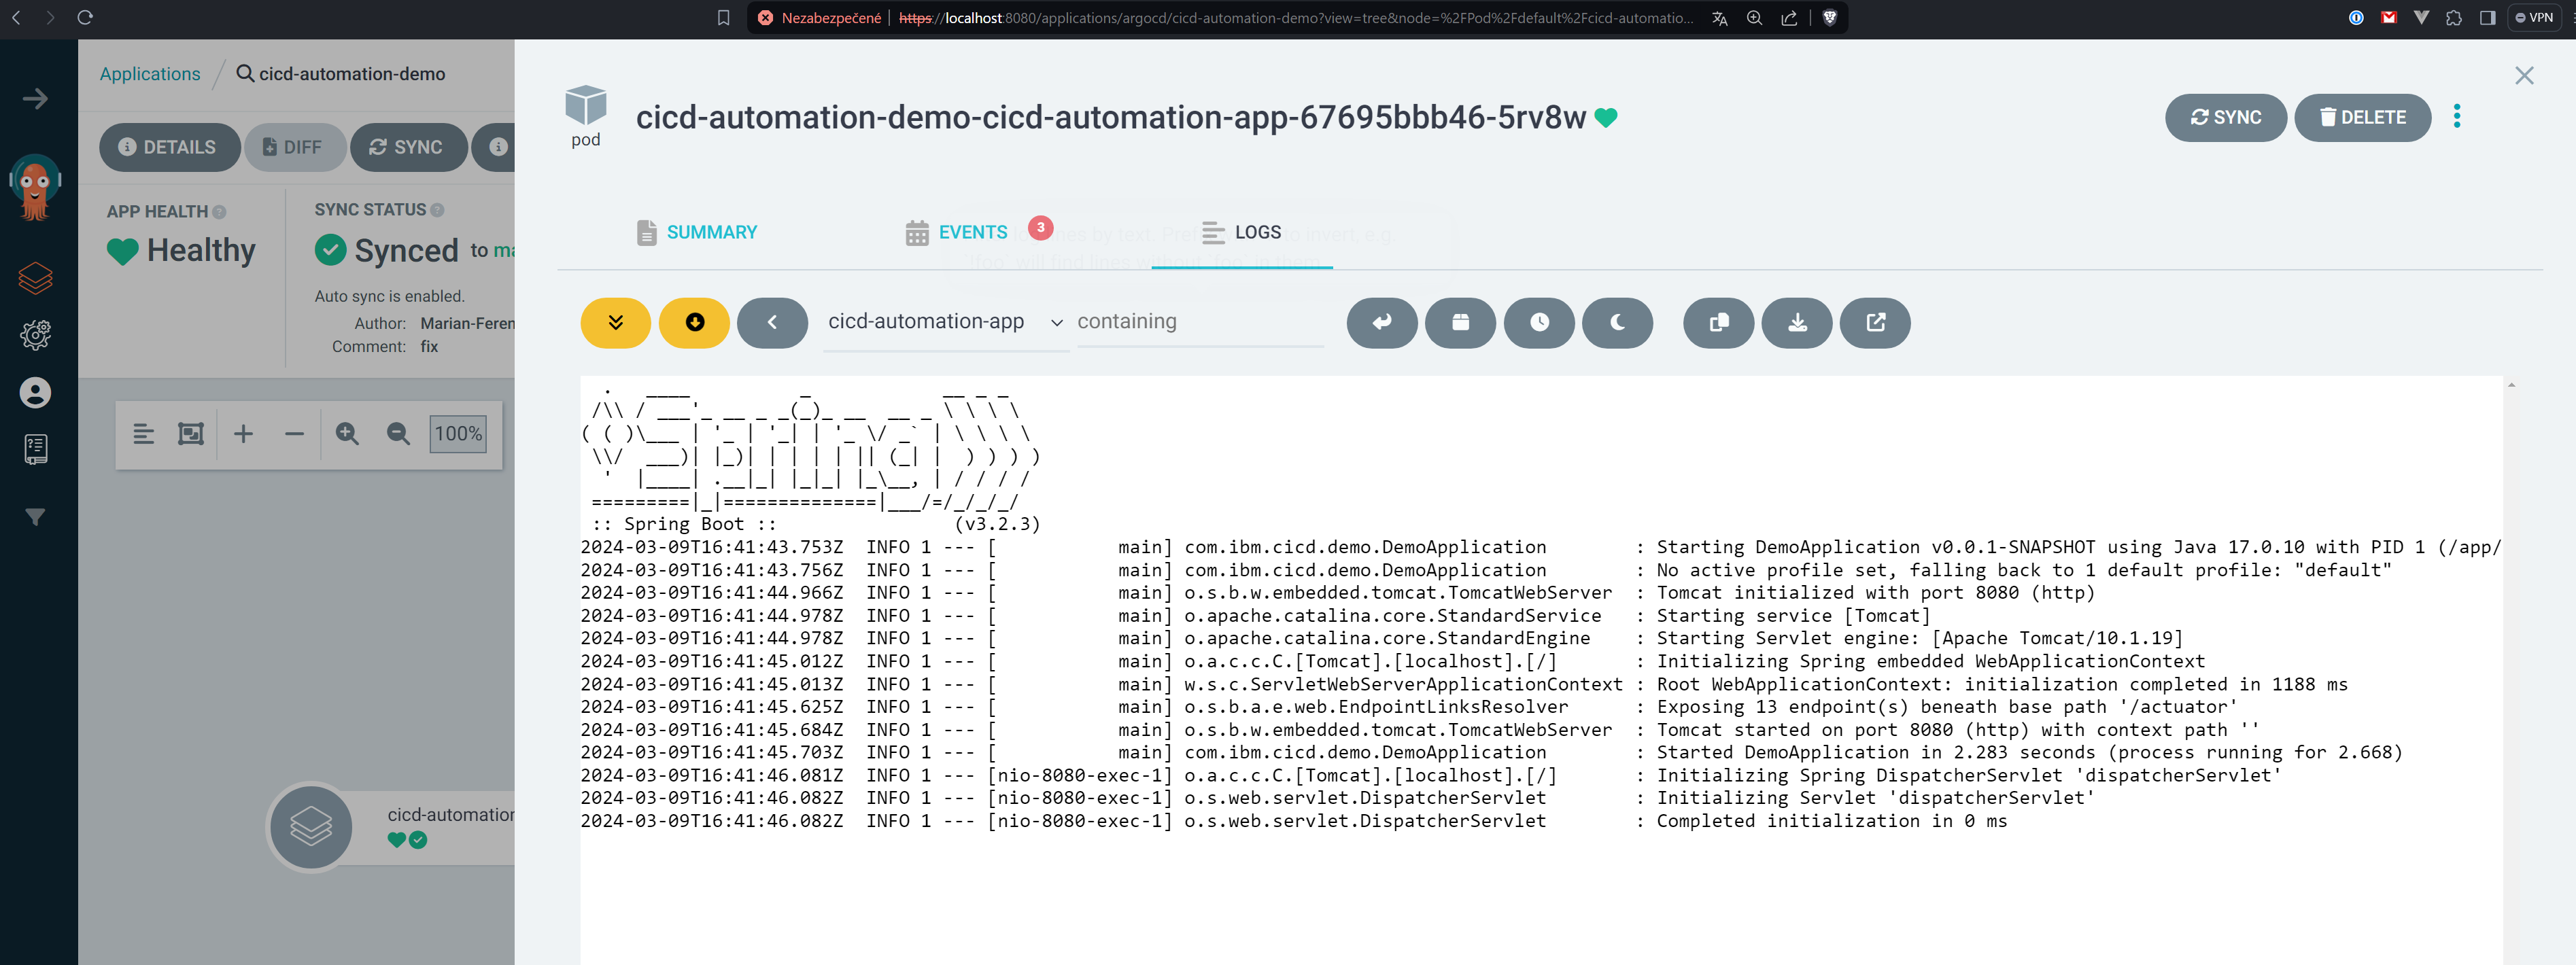 Nezabezpečené | https://localhost:8080/applications/argocd/cicd-automation-demo?view=tree&node=%2FPod%2Fdefault%2Fcicd-automatio...
VPN
Applications / cicd-automation-demo
DETAILS DIFF SYNC
APP HEALTH
Healthy
SYNC STATUS
Synced to ma
Auto sync is enabled.
Author: Marian-Feren
Comment: fix
100%
cicd-automation
pod
cicd-automation-demo-cicd-automation-app-67695bbb46-5rv8w
SYNC DELETE
SUMMARY EVENTS 3 LOGS
cicd-automation-app containing
  .   ____          _            __ _ _
 /\\ / ___'_ __ _ _(_)_ __  __ _ \ \ \ \
( ( )\___ | '_ | '_| | '_ \/ _` | \ \ \ \
 \\/  ___)| |_)| | | | | || (_| |  ) ) ) )
  '  |____| .__|_| |_|_| |_\__, | / / / /
 =========|_|==============|___/=/_/_/_/
 :: Spring Boot ::                (v3.2.3)
2024-03-09T16:41:43.753Z  INFO 1 --- [           main] com.ibm.cicd.demo.DemoApplication        : Starting DemoApplication v0.0.1-SNAPSHOT using Java 17.0.10 with PID 1 (/app/
2024-03-09T16:41:43.756Z  INFO 1 --- [           main] com.ibm.cicd.demo.DemoApplication        : No active profile set, falling back to 1 default profile: "default"
2024-03-09T16:41:44.966Z  INFO 1 --- [           main] o.s.b.w.embedded.tomcat.TomcatWebServer  : Tomcat initialized with port 8080 (http)
2024-03-09T16:41:44.978Z  INFO 1 --- [           main] o.apache.catalina.core.StandardService   : Starting service [Tomcat]
2024-03-09T16:41:44.978Z  INFO 1 --- [           main] o.apache.catalina.core.StandardEngine    : Starting Servlet engine: [Apache Tomcat/10.1.19]
2024-03-09T16:41:45.012Z  INFO 1 --- [           main] o.a.c.c.C.[Tomcat].[localhost].[/]       : Initializing Spring embedded WebApplicationContext
2024-03-09T16:41:45.013Z  INFO 1 --- [           main] w.s.c.ServletWebServerApplicationContext : Root WebApplicationContext: initialization completed in 1188 ms
2024-03-09T16:41:45.625Z  INFO 1 --- [           main] o.s.b.a.e.web.EndpointLinksResolver      : Exposing 13 endpoint(s) beneath base path '/actuator'
2024-03-09T16:41:45.684Z  INFO 1 --- [           main] o.s.b.w.embedded.tomcat.TomcatWebServer  : Tomcat started on port 8080 (http) with context path ''
2024-03-09T16:41:45.703Z  INFO 1 --- [           main] com.ibm.cicd.demo.DemoApplication        : Started DemoApplication in 2.283 seconds (process running for 2.668)
2024-03-09T16:41:46.081Z  INFO 1 --- [nio-8080-exec-1] o.a.c.c.C.[Tomcat].[localhost].[/]       : Initializing Spring DispatcherServlet 'dispatcherServlet'
2024-03-09T16:41:46.082Z  INFO 1 --- [nio-8080-exec-1] o.s.web.servlet.DispatcherServlet        : Initializing Servlet 'dispatcherServlet'
2024-03-09T16:41:46.082Z  INFO 1 --- [nio-8080-exec-1] o.s.web.servlet.DispatcherServlet        : Completed initialization in 0 ms